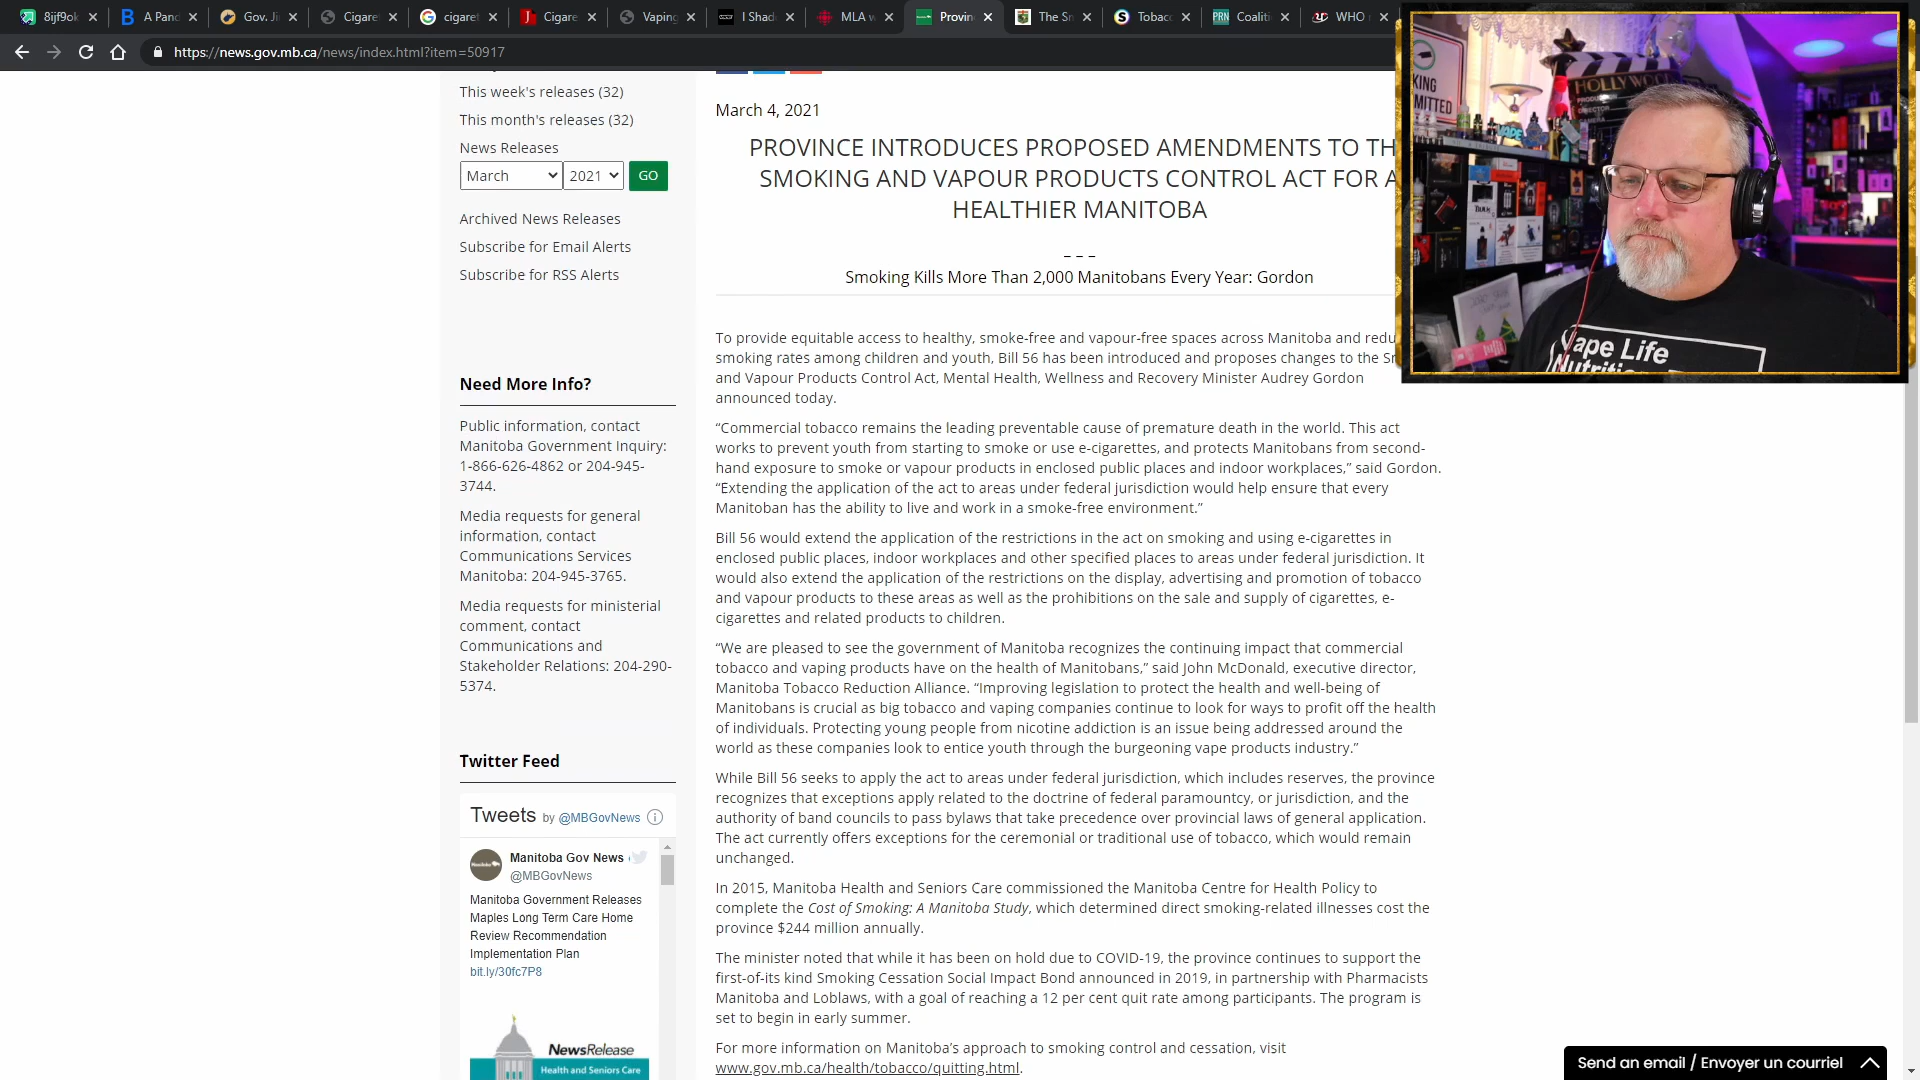 8ijf9ok
A Pand
Gov. Ji
Cigare
cigaret
Cigare
Vaping
I Shad
MLA w
Provin
The Sn
Tobacc
Coaliti
WHO r
https://news.gov.mb.ca/news/index.html?item=50917
This week's releases (32)
This month's releases (32)
News Releases
March
2021
GO
Archived News Releases
Subscribe for Email Alerts
Subscribe for RSS Alerts
Need More Info?
Public information, contact
Manitoba Government Inquiry:
1-866-626-4862 or 204-945-
3744.
Media requests for general
information, contact
Communications Services
Manitoba: 204-945-3765.
Media requests for ministerial
comment, contact
Communications and
Stakeholder Relations: 204-290-
5374.
Twitter Feed
Tweets by @MBGovNews
Manitoba Gov News
@MBGovNews
Manitoba Government Releases
Maples Long Term Care Home
Review Recommendation
Implementation Plan
bit.ly/30fc7P8
NewsRelease
Health and Seniors Care
March 4, 2021
PROVINCE INTRODUCES PROPOSED AMENDMENTS TO TH
SMOKING AND VAPOUR PRODUCTS CONTROL ACT FOR A
HEALTHIER MANITOBA
– – –
Smoking Kills More Than 2,000 Manitobans Every Year: Gordon
To provide equitable access to healthy, smoke-free and vapour-free spaces across Manitoba and redu
smoking rates among children and youth, Bill 56 has been introduced and proposes changes to the Sm
and Vapour Products Control Act, Mental Health, Wellness and Recovery Minister Audrey Gordon
announced today.
“Commercial tobacco remains the leading preventable cause of premature death in the world. This act
works to prevent youth from starting to smoke or use e-cigarettes, and protects Manitobans from second-
hand exposure to smoke or vapour products in enclosed public places and indoor workplaces,” said Gordon.
“Extending the application of the act to areas under federal jurisdiction would help ensure that every
Manitoban has the ability to live and work in a smoke-free environment.”
Bill 56 would extend the application of the restrictions in the act on smoking and using e-cigarettes in
enclosed public places, indoor workplaces and other specified places to areas under federal jurisdiction. It
would also extend the application of the restrictions on the display, advertising and promotion of tobacco
and vapour products to these areas as well as the prohibitions on the sale and supply of cigarettes, e-
cigarettes and related products to children.
“We are pleased to see the government of Manitoba recognizes the continuing impact that commercial
tobacco and vaping products have on the health of Manitobans,” said John McDonald, executive director,
Manitoba Tobacco Reduction Alliance. “Improving legislation to protect the health and well-being of
Manitobans is crucial as big tobacco and vaping companies continue to look for ways to profit off the health
of individuals. Protecting young people from nicotine addiction is an issue being addressed around the
world as these companies look to entice youth through the burgeoning vape products industry.”
While Bill 56 seeks to apply the act to areas under federal jurisdiction, which includes reserves, the province
recognizes that exceptions apply related to the doctrine of federal paramountcy, or jurisdiction, and the
authority of band councils to pass bylaws that take precedence over provincial laws of general application.
The act currently offers exceptions for the ceremonial or traditional use of tobacco, which would remain
unchanged.
In 2015, Manitoba Health and Seniors Care commissioned the Manitoba Centre for Health Policy to
complete the Cost of Smoking: A Manitoba Study, which determined direct smoking-related illnesses cost the
province $244 million annually.
The minister noted that while it has been on hold due to COVID-19, the province continues to support the
first-of-its kind Smoking Cessation Social Impact Bond announced in 2019, in partnership with Pharmacists
Manitoba and Loblaws, with a goal of reaching a 12 per cent quit rate among participants. The program is
set to begin in early summer.
For more information on Manitoba’s approach to smoking control and cessation, visit
www.gov.mb.ca/health/tobacco/quitting.html.
KING
MITTED
HOLLYWOO
VAPE
Vape Life
Send an email / Envoyer un courriel